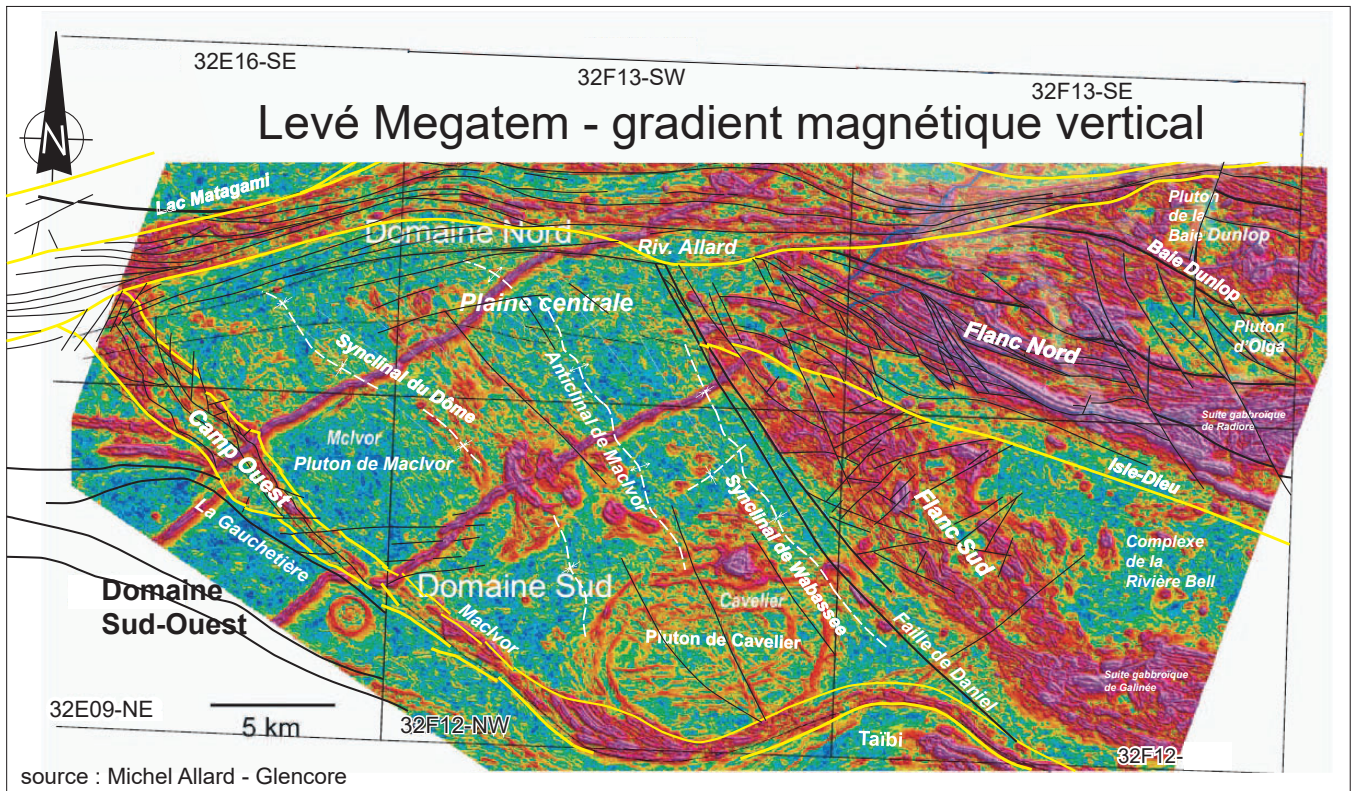 32E16-SE
32F13-SW
32F13-SE
N
Levé Megatem - gradient magnétique vertical
Lac Matagami
Domaine Nord
Riv. Allard
Pluton
de la
Baie Dunlop
Baie Dunlop
Plaine centrale
Pluton
d'Olga
Flanc Nord
Synclinal du Dôme
Anticlinal de MacIvor
Suite gabbroïque
de Radiore
Camp Ouest
McIvor
Pluton de MacIvor
Isle-Dieu
Synclinal de Wabassee
Flanc Sud
La Gauchetière
Complexe
de la
Rivière Bell
Domaine
Sud-Ouest
Domaine Sud
MacIvor
Cavelier
Pluton de Cavelier
Faille de Daniel
Suite gabbroïque
de Galinée
32E09-NE
5 km
32F12-NW
Taïbi
32F12-
source : Michel Allard - Glencore